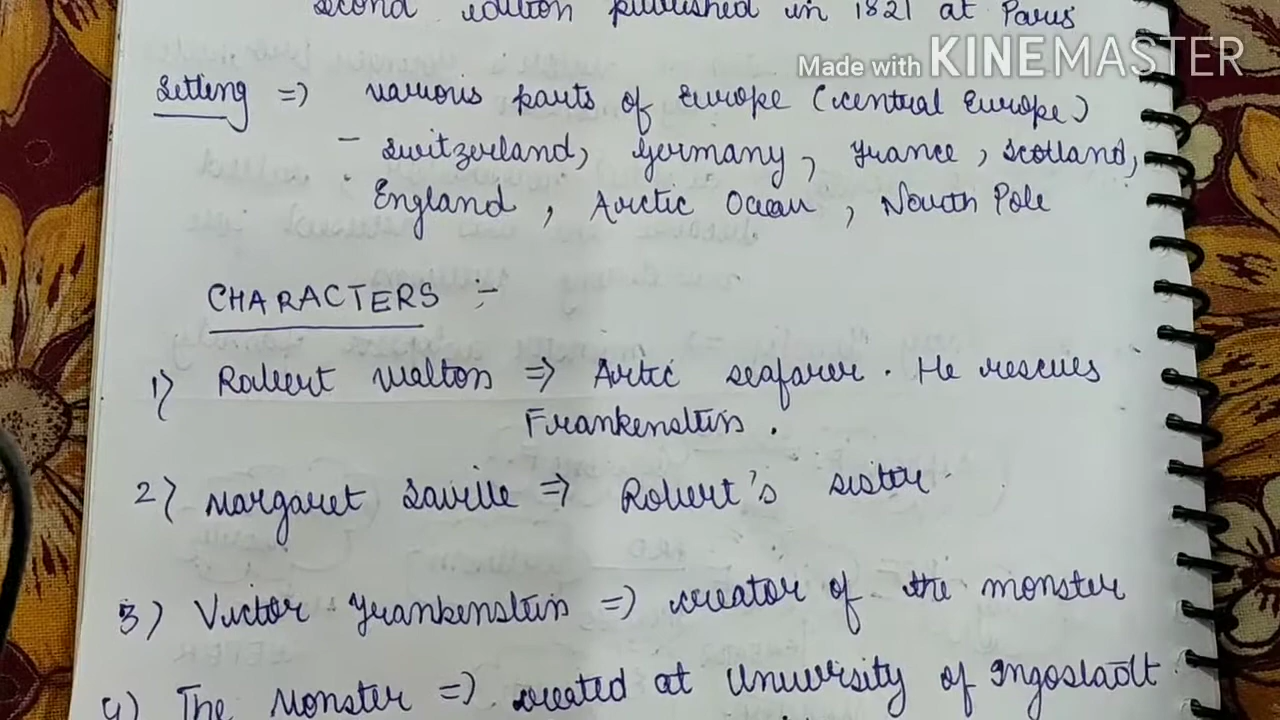 second edition published in 1821 at Paris
Made with KINEMASTER
Setting => various parts of Europe (central Europe)
- Switzerland, Germany, France, Scotland,
England, Arctic Ocean, North Pole
CHARACTERS :-
1) Robert Walton => Artic seafarer. He rescues
Frankenstein.
2) Margaret Saville => Robert's sister
3) Victor Frankenstein => creator of the monster
4) The Monster => created at University of Ingosladlt